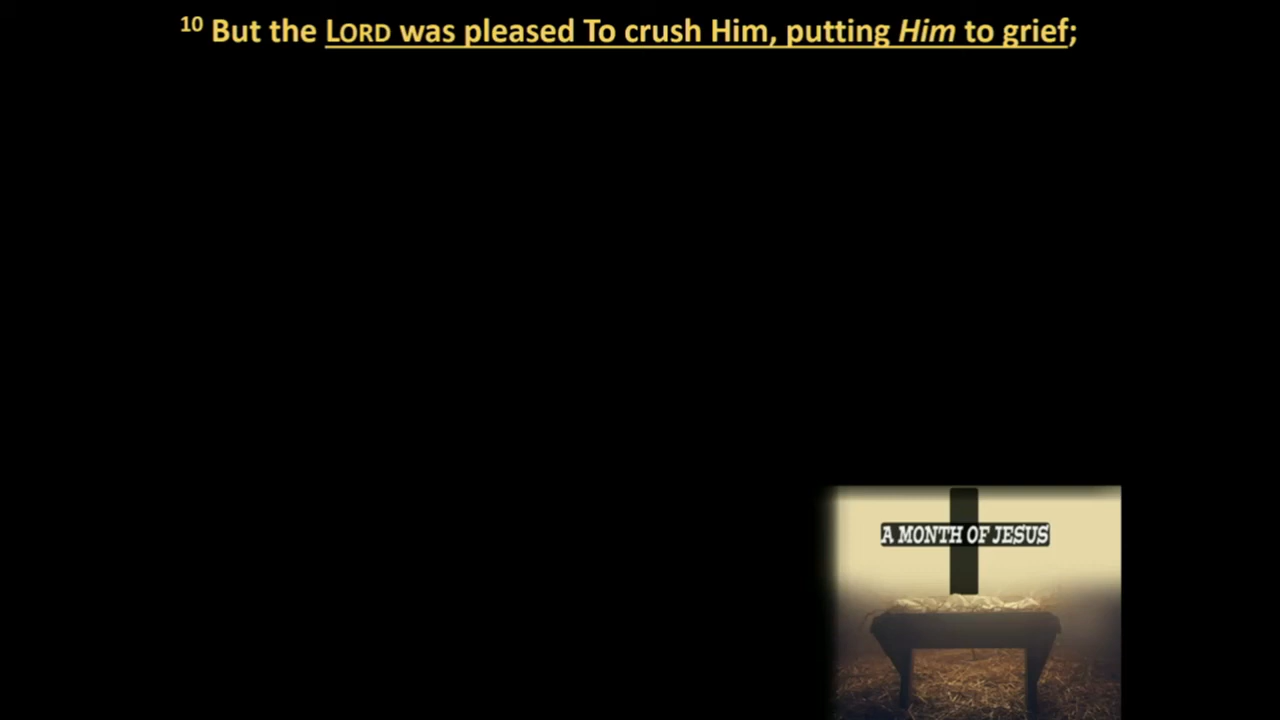 10 But the LORD was pleased To crush Him, putting Him to grief;
A MONTH OF JESUS